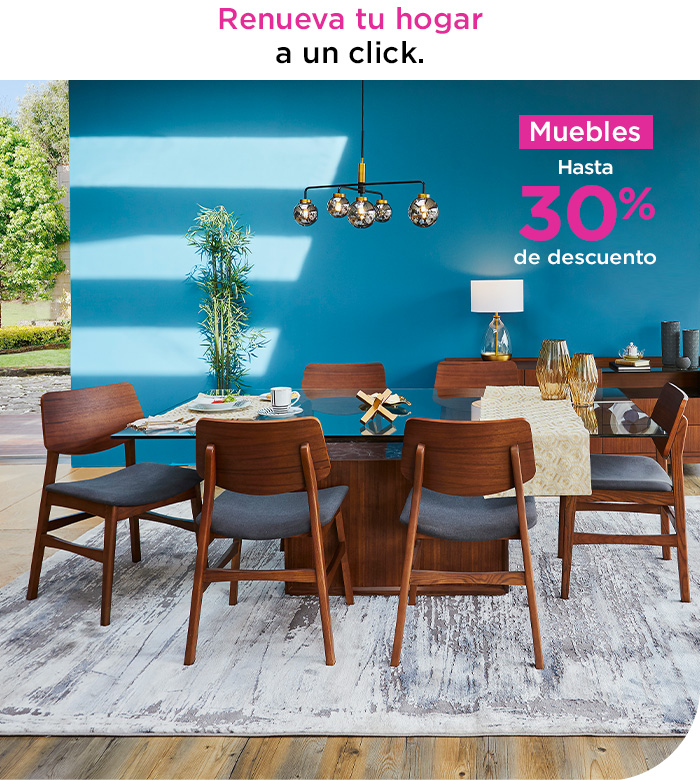 Renueva tu hogar
a un click.
Muebles
Hasta
30%
de descuento